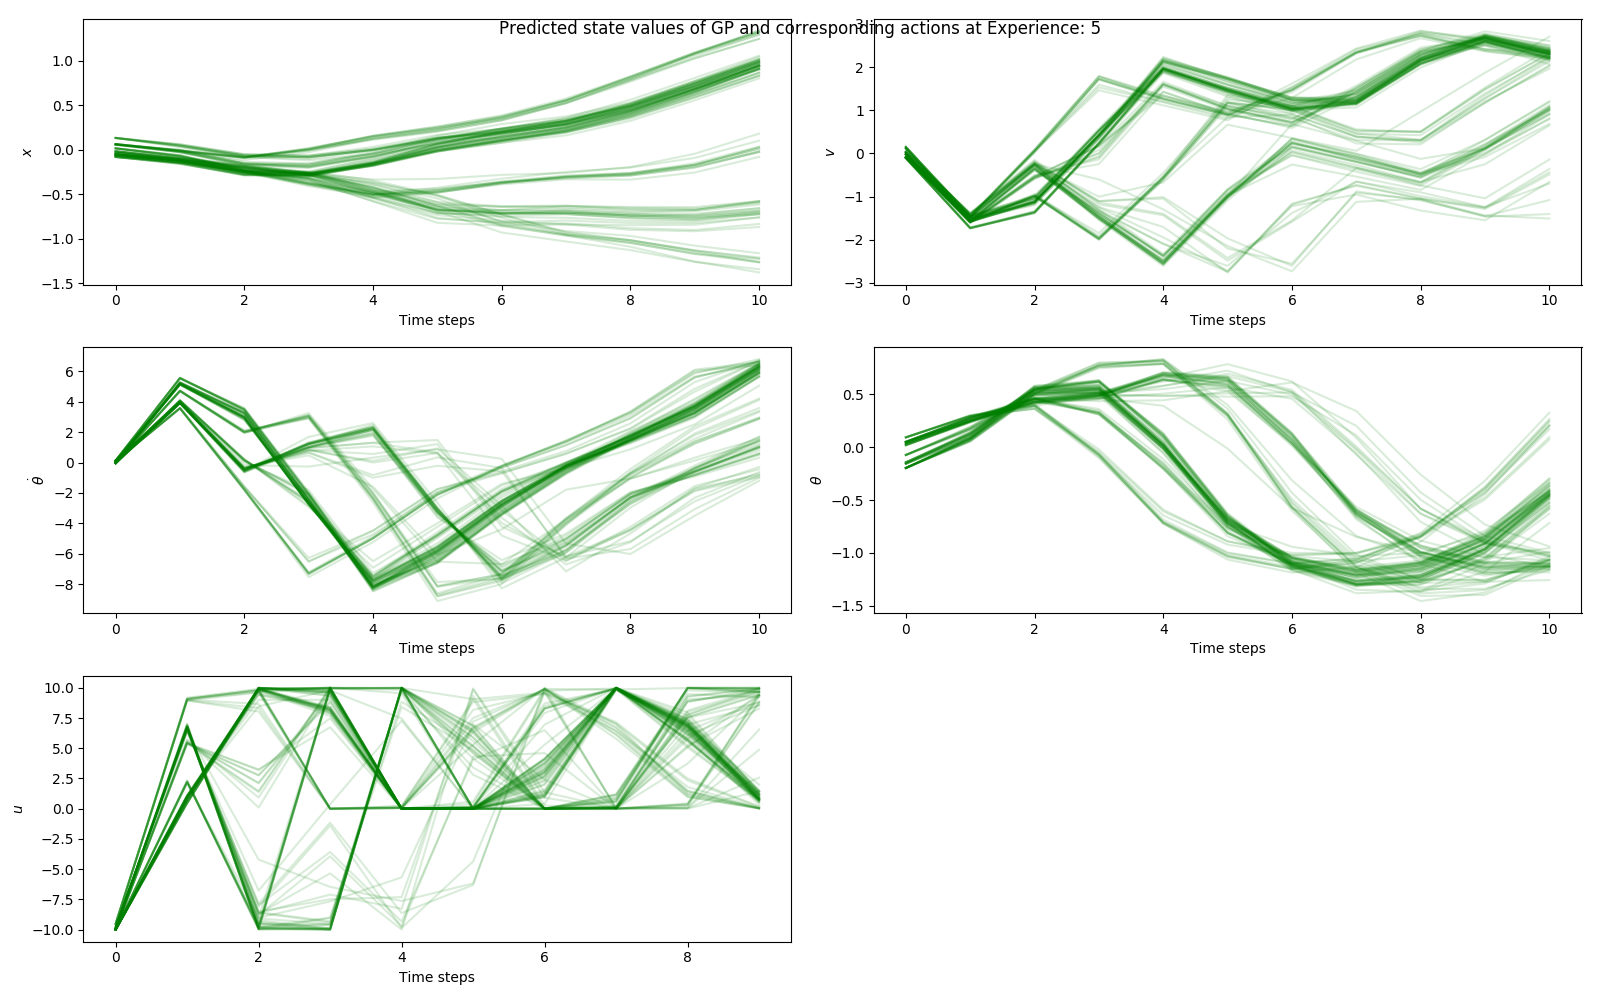 Predicted state values of GP and corresponding actions at Experience: 5
1.0
0.5
0.0
−0.5
−1.0
−1.5
x
0 2 4 6 8 10
Time steps
3
2
1
0
−1
−2
−3
v
0 2 4 6 8 10
Time steps
6
4
2
0
−2
−4
−6
−8
θ̇
0 2 4 6 8 10
Time steps
0.5
0.0
−0.5
−1.0
−1.5
θ
0 2 4 6 8 10
Time steps
10.0
7.5
5.0
2.5
0.0
−2.5
−5.0
−7.5
−10.0
u
0 2 4 6 8
Time steps